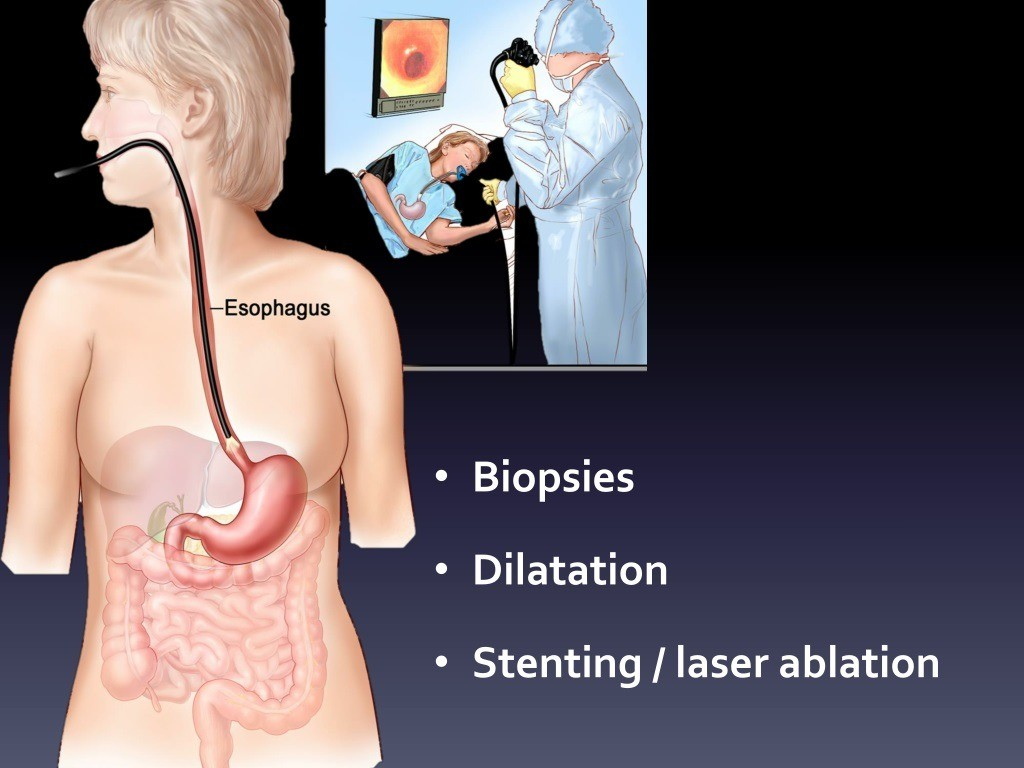 Esophagus
• Biopsies
• Dilatation
• Stenting / laser ablation